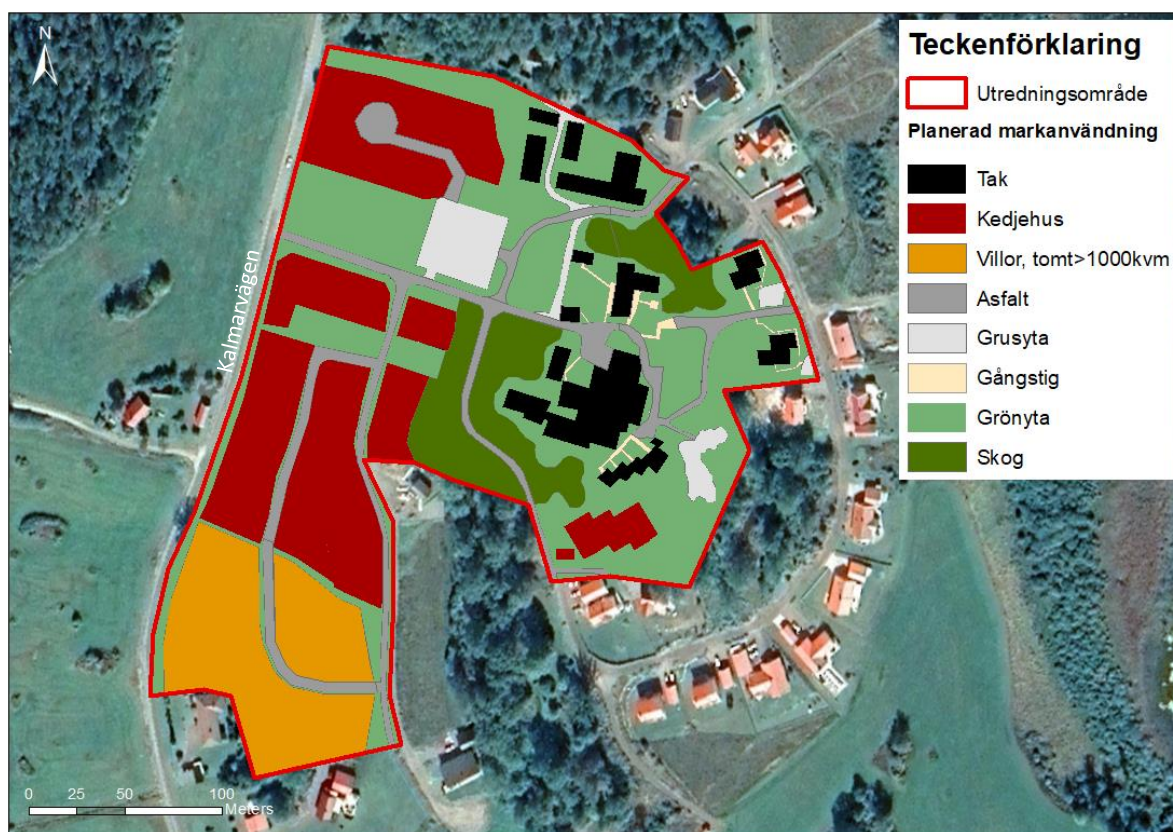 N
Kalmarvägen
0 25 50 100
Meters
Teckenförklaring
Utredningsområde
Planerad markanvändning
Tak
Kedjehus
Villor, tomt>1000kvm
Asfalt
Grusyta
Gångstig
Grönyta
Skog